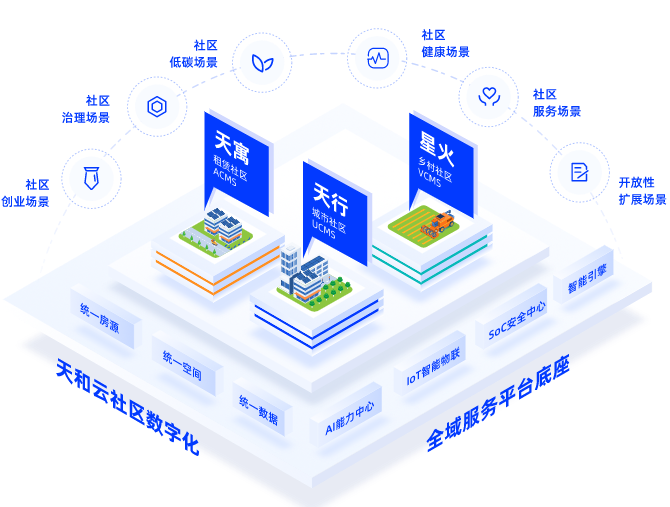 社区
低碳场景
社区
健康场景
社区
治理场景
社区
服务场景
社区
创业场景
开放性
扩展场景
天寓
租赁社区
ACMS
星火
乡村社区
VCMS
天行
城市社区
UCMS
统一房源
统一空间
统一数据
AI能力中心
IoT智能物联
SoC安全中心
智能引擎
天和云社区数字化
全域服务平台底座